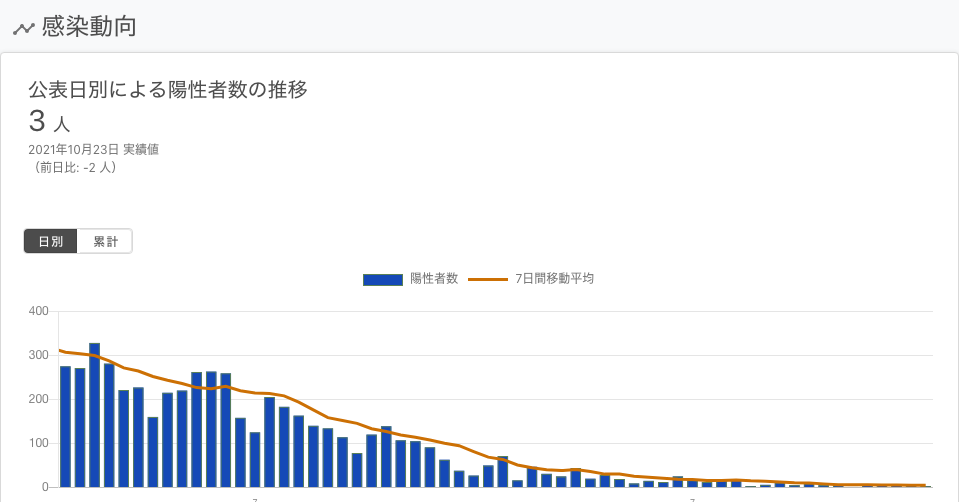 感染動向
公表日別による陽性者数の推移
3 人
2021年10月23日 実績値
（前日比: -2 人）
日別 累計
陽性者数 7日間移動平均
400
300
200
100
0